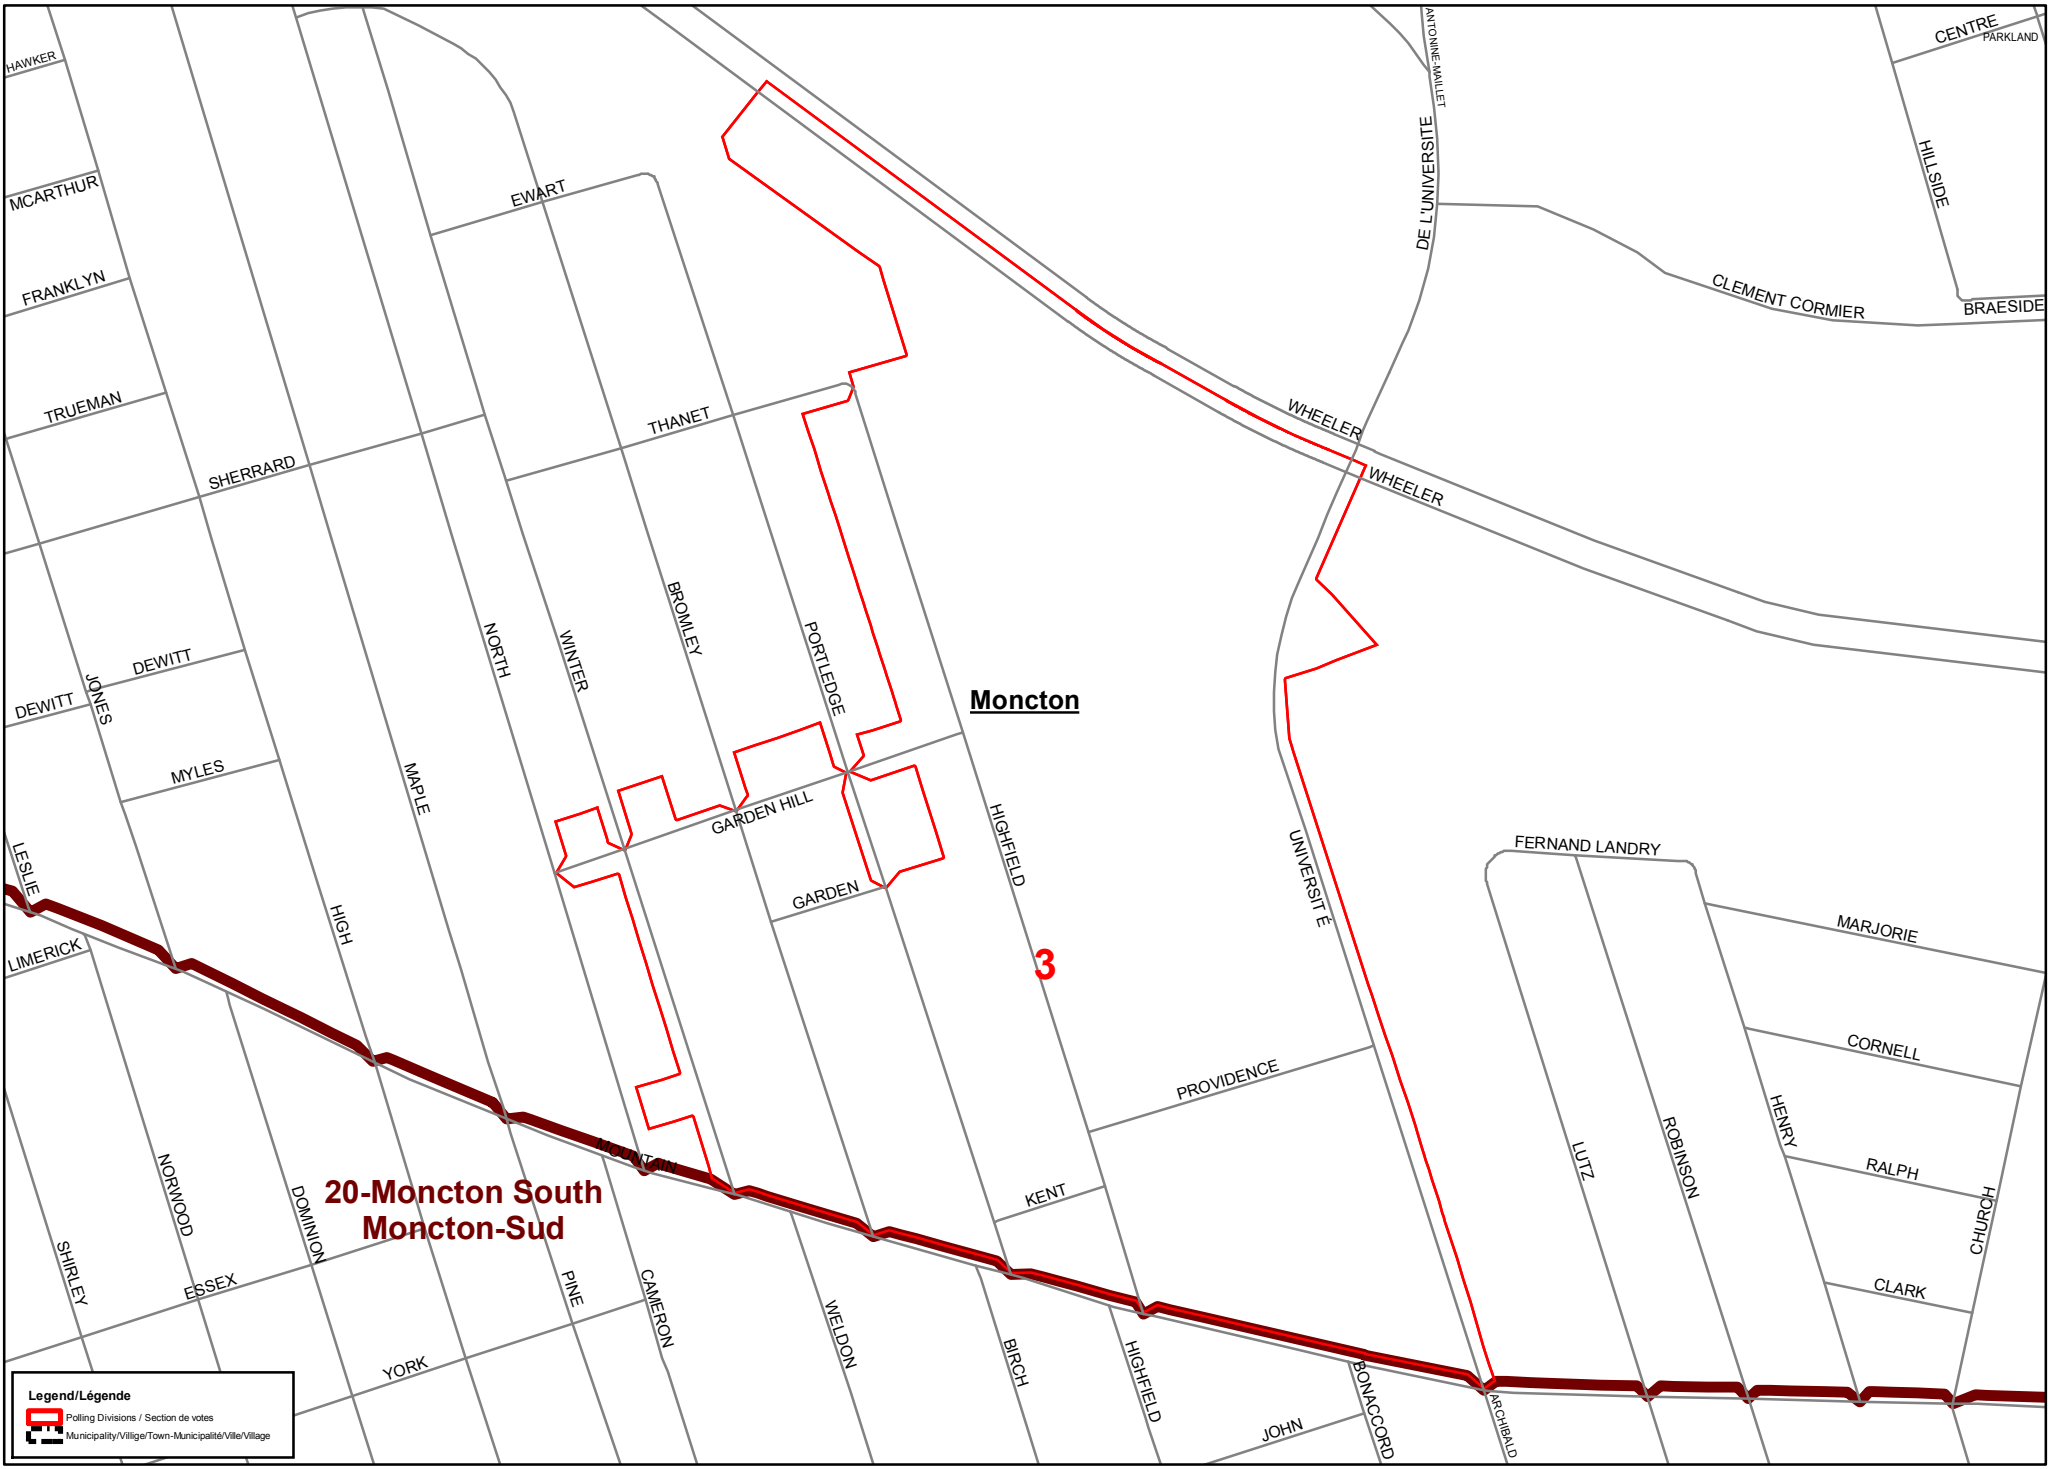 HAWKER
ANTONINE-MAILLET
CENTRE
PARKLAND
MCARTHUR
EWART
DE L'UNIVERSITE
HILLSIDE
FRANKLYN
CLEMENT CORMIER
BRAESIDE
TRUEMAN
THANET
WHEELER
SHERRARD
WHEELER
BROMLEY
NORTH
WINTER
PORTLEDGE
DEWITT
JONES
DEWITT
Moncton
MYLES
MAPLE
GARDEN HILL
HIGHFIELD
UNIVERSIT É
FERNAND LANDRY
LESLIE
GARDEN
HIGH
MARJORIE
LIMERICK
3
CORNELL
PROVIDENCE
HENRY
MOUNTAIN
ROBINSON
LUTZ
RALPH
NORWOOD
20-Moncton South
Moncton-Sud
DOMINION
KENT
CHURCH
SHIRLEY
ESSEX
PINE
CAMERON
CLARK
WELDON
BIRCH
HIGHFIELD
YORK
BONACCORD
ARCHIBALD
JOHN
Legend/Légende
Polling Divisions / Section de votes
Municipality/Villige/Town-Municipalité/Ville/Village